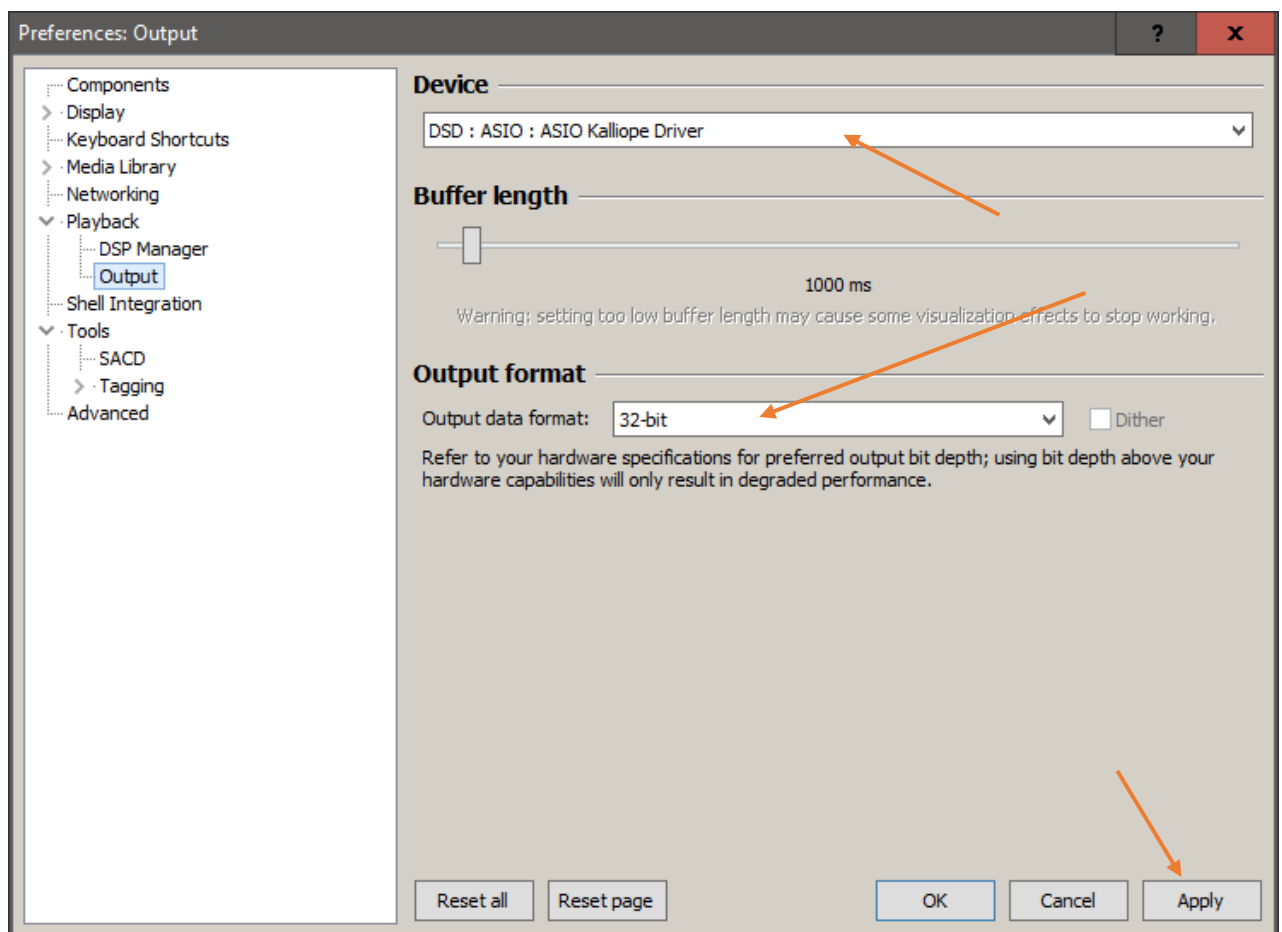 Preferences: Output
?
x
Components
Display
Keyboard Shortcuts
Media Library
Networking
Playback
DSP Manager
Output
Shell Integration
Tools
SACD
Tagging
Advanced
Device
DSD : ASIO : ASIO Kalliope Driver
Buffer length
1000 ms
Warning: setting too low buffer length may cause some visualization effects to stop working.
Output format
Output data format: 32-bit Dither
Refer to your hardware specifications for preferred output bit depth; using bit depth above your
hardware capabilities will only result in degraded performance.
Reset all Reset page OK Cancel Apply